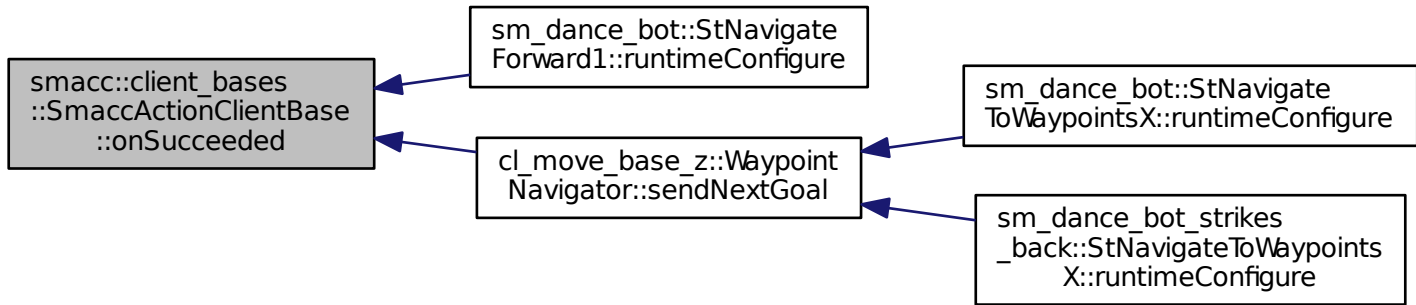 smacc::client_bases
::SmaccActionClientBase
::onSucceeded
sm_dance_bot::StNavigate
Forward1::runtimeConfigure
cl_move_base_z::Waypoint
Navigator::sendNextGoal
sm_dance_bot::StNavigate
ToWaypointsX::runtimeConfigure
sm_dance_bot_strikes
_back::StNavigateToWaypoints
X::runtimeConfigure